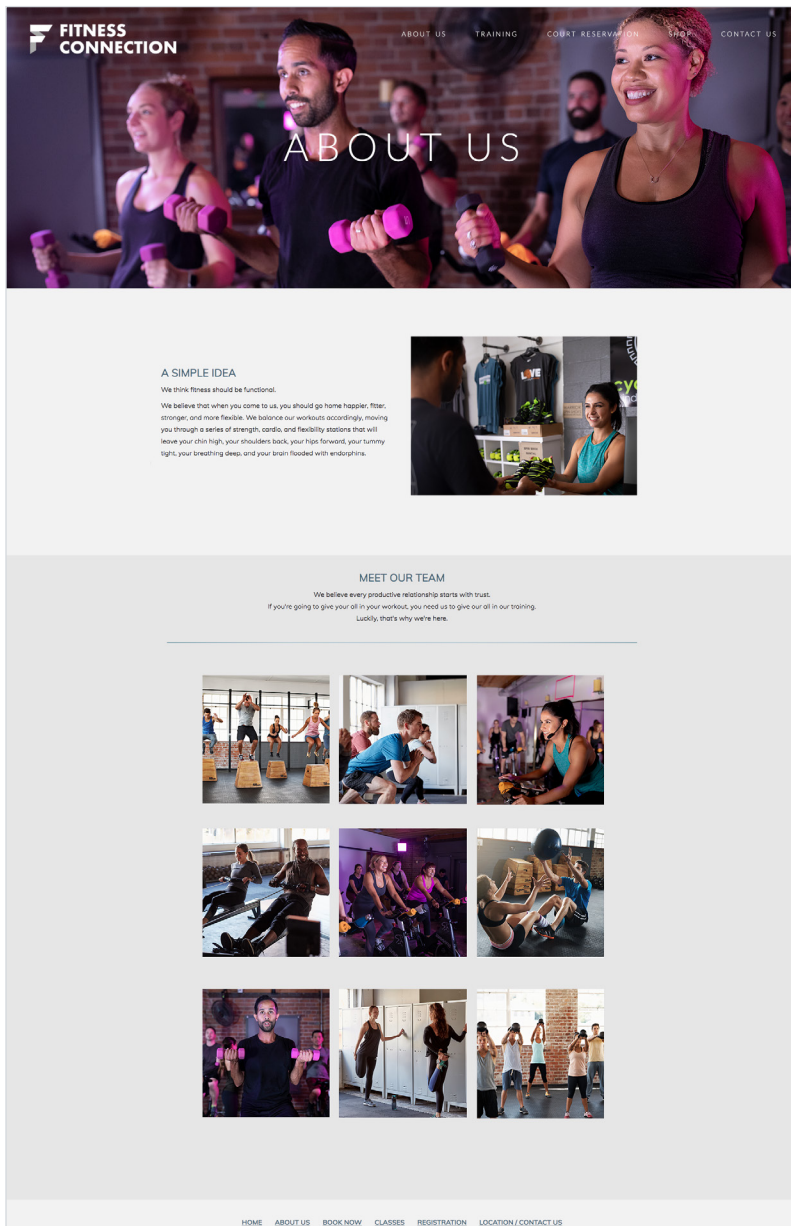 FITNESS
CONNECTION
ABOUT US TRAINING COURT RESERVATION SHOP CONTACT US
ABOUT US
A SIMPLE IDEA
We think fitness should be functional.
We believe that when you come to us, you should go home happier, fitter,
stronger, and more flexible. We balance our workouts accordingly, moving
you through a series of strength, cardio, and flexibility stations that will
leave your chin high, your shoulders back, your hips forward, your tummy
tight, your breathing deep, and your brain flooded with endorphins.
LOVE
cy
MEET OUR TEAM
We believe every productive relationship starts with trust.
If you're going to give your all in your workout, you need us to give our all in our training.
Luckily, that's why we're here.
HOME ABOUT US BOOK NOW CLASSES REGISTRATION LOCATION / CONTACT US